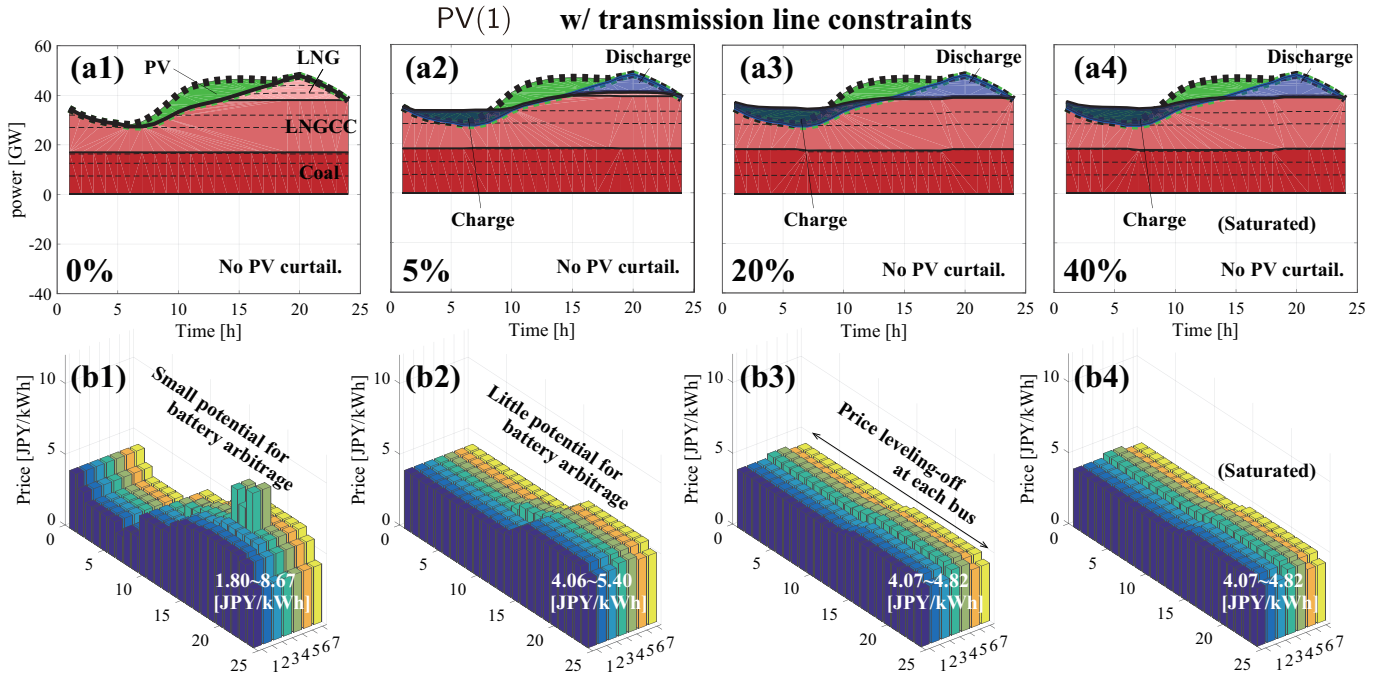 PV(1) w/ transmission line constraints
60
40
20
0
-20
-40
power [GW]
(a1)
PV
LNG
LNGCC
Coal
0%
No PV curtail.
0 5 10 15 20 25
Time [h]
(a2)
Discharge
Charge
5%
No PV curtail.
0 5 10 15 20 25
Time [h]
(a3)
Discharge
Charge
20%
No PV curtail.
0 5 10 15 20 25
Time [h]
(a4)
Discharge
Charge
(Saturated)
40%
No PV curtail.
0 5 10 15 20 25
Time [h]
(b1)
Small potential for
battery arbitrage
Price [JPY/kWh]
10
5
0
0
5
10
15
20
25
1.80~8.67
[JPY/kWh]
1 2 3 4 5 6 7
(b2)
Little potential for
battery arbitrage
Price [JPY/kWh]
10
5
0
0
5
10
15
20
25
4.06~5.40
[JPY/kWh]
1 2 3 4 5 6 7
(b3)
Price leveling-off
at each bus
Price [JPY/kWh]
10
5
0
0
5
10
15
20
25
4.07~4.82
[JPY/kWh]
1 2 3 4 5 6 7
(b4)
(Saturated)
Price [JPY/kWh]
10
5
0
0
5
10
15
20
25
4.07~4.82
[JPY/kWh]
1 2 3 4 5 6 7